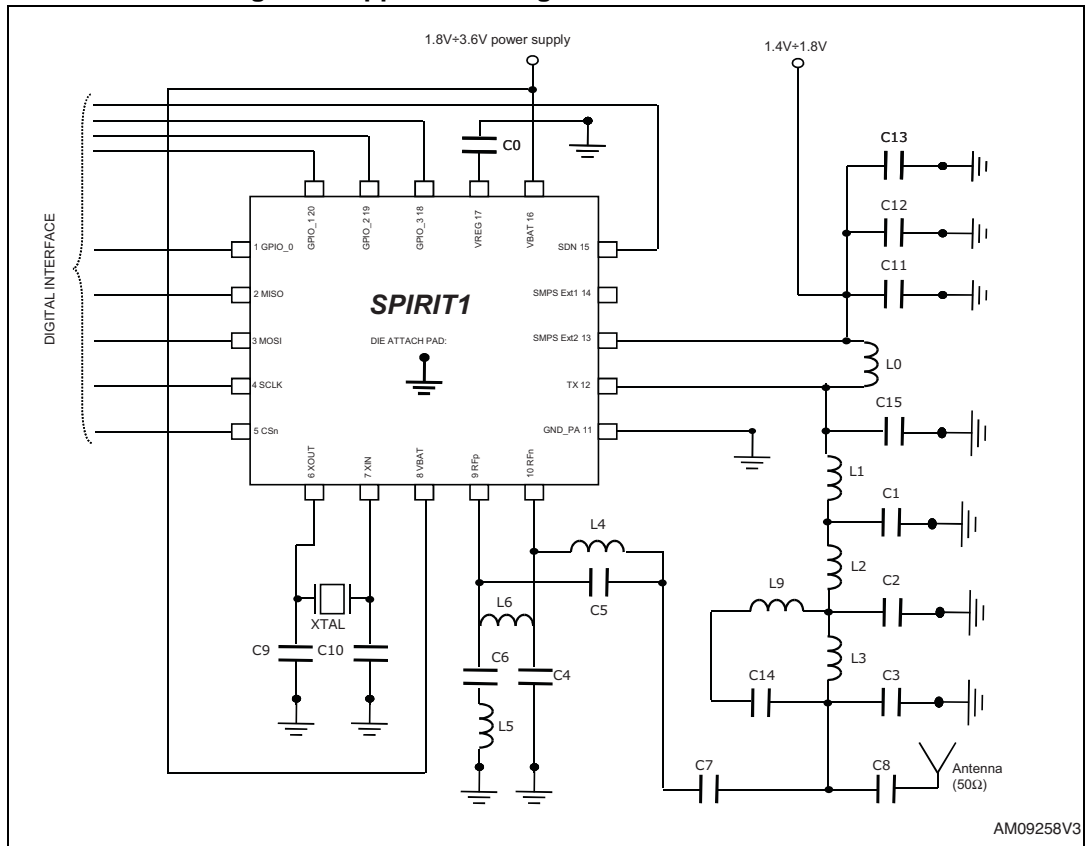 1.8V÷3.6V power supply
1.4V÷1.8V
C0
C13
C12
C11
DIGITAL INTERFACE
GPIO_1 20
GPIO_2 19
GPIO_3 18
VREG 17
VBAT 16
1 GPIO_0
SDN 15
2 MISO
SMPS Ext1 14
SPIRIT1
3 MOSI
DIE ATTACH PAD:
SMPS Ext2 13
L0
4 SCLK
TX 12
C15
5 CSn
GND_PA 11
6 XOUT
7 XIN
8 VBAT
9 RFp
10 RFn
L1
C1
L4
L2
C2
L9
C5
L6
XTAL
C9
C10
C6
C4
L3
C14
C3
L5
C7
C8
Antenna
(50Ω)
AM09258V3